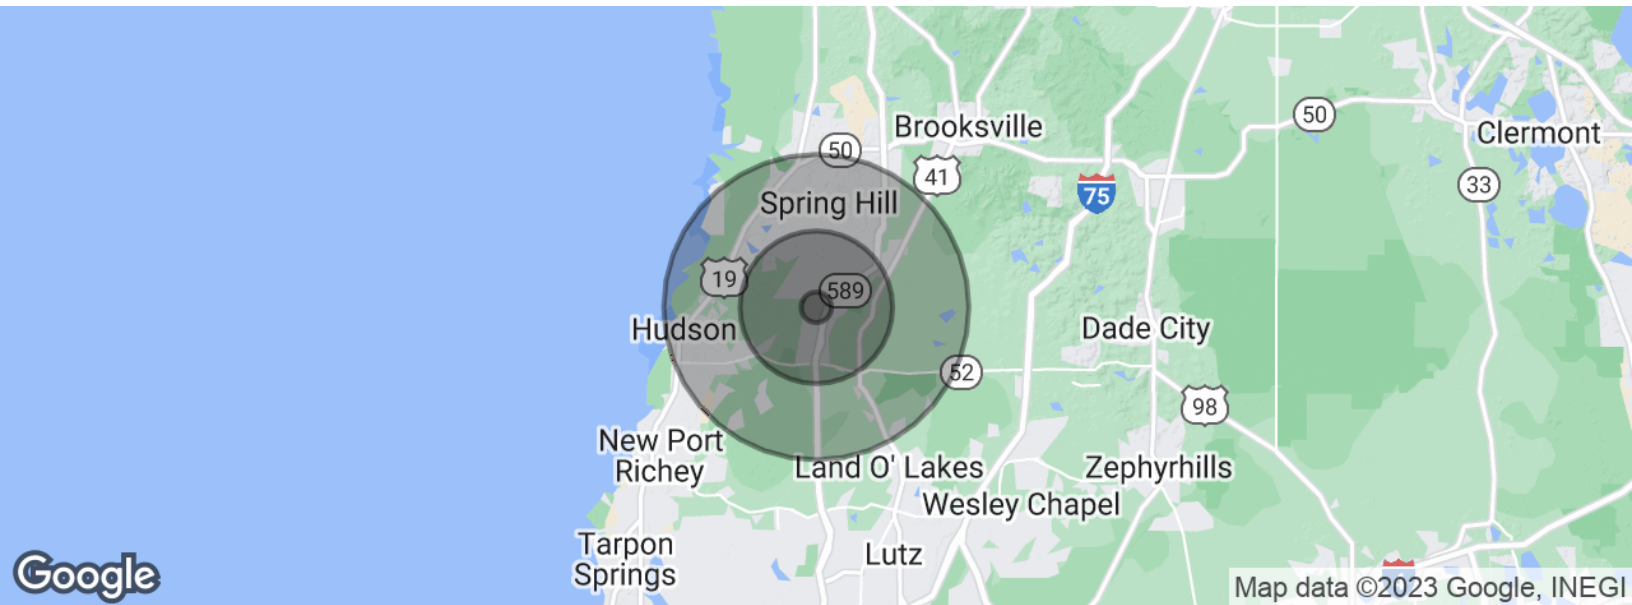 Brooksville
50
50
Clermont
41
75
33
Spring Hill
19
589
Hudson
Dade City
52
98
New Port
Richey
Land O' Lakes
Zephyrhills
Wesley Chapel
Tarpon
Springs
Lutz
Google
Map data ©2023 Google, INEGI